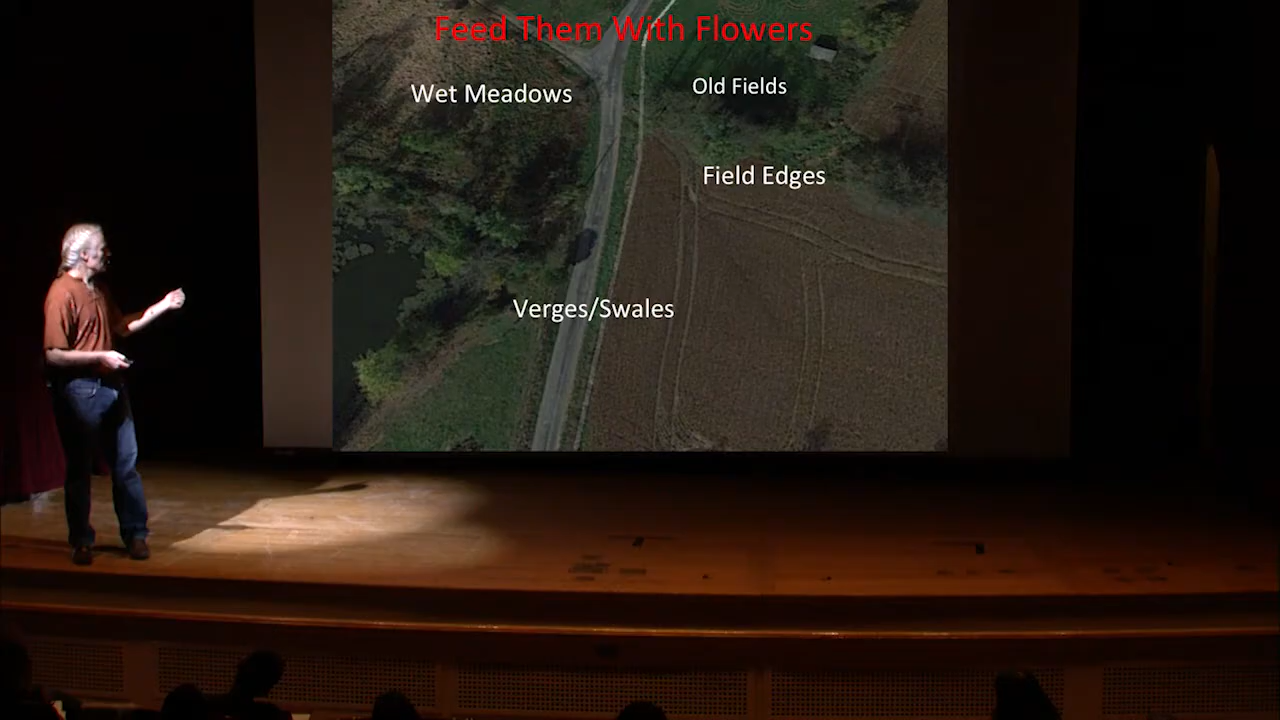 Feed Them With Flowers
Wet Meadows
Old Fields
Field Edges
Verges/Swales